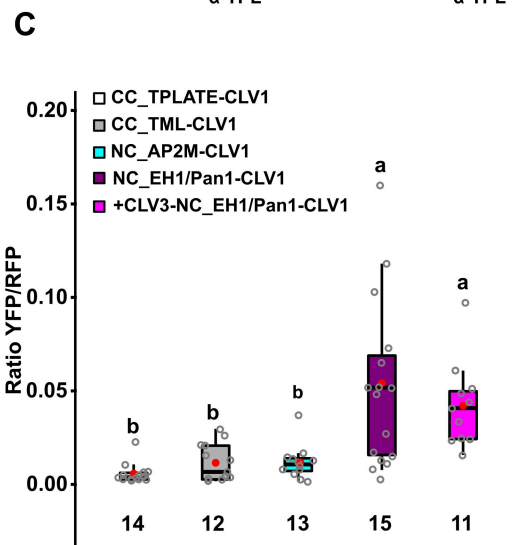 C
CC_TPLATE-CLV1
CC_TML-CLV1
NC_AP2M-CLV1
NC_EH1/Pan1-CLV1
+CLV3-NC_EH1/Pan1-CLV1
Ratio YFP/RFP
0.20
0.15
0.10
0.05
0.00
b
b
b
a
a
14 12 13 15 11